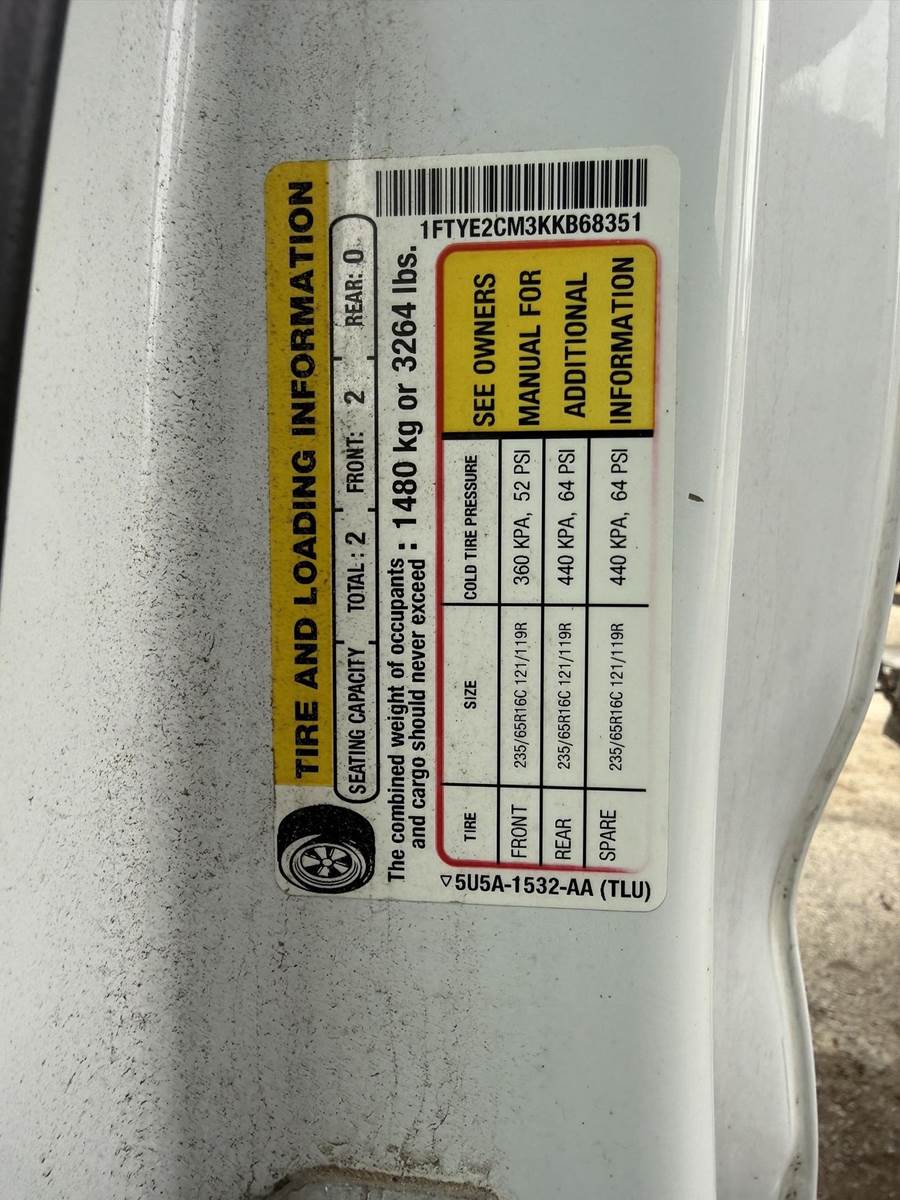 TIRE AND LOADING INFORMATION
SEATING CAPACITY TOTAL : 2 FRONT: 2 REAR: 0
The combined weight of occupants and cargo should never exceed : 1480 kg or 3264 lbs.
TIRE SIZE COLD TIRE PRESSURE
FRONT 235/65R16C 121/119R 360 KPA, 52 PSI
REAR 235/65R16C 121/119R 440 KPA, 64 PSI
SPARE 235/65R16C 121/119R 440 KPA, 64 PSI
SEE OWNERS
MANUAL FOR
ADDITIONAL
INFORMATION
5U5A-1532-AA (TLU)
1FTYE2CM3KKB68351